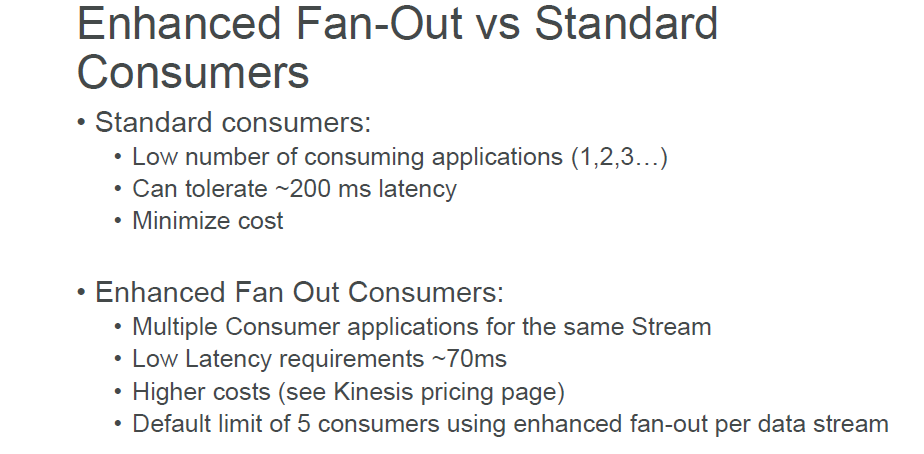 Enhanced Fan-Out vs Standard
Consumers
• Standard consumers:
• Low number of consuming applications (1,2,3…)
• Can tolerate ~200 ms latency
• Minimize cost
• Enhanced Fan Out Consumers:
• Multiple Consumer applications for the same Stream
• Low Latency requirements ~70ms
• Higher costs (see Kinesis pricing page)
• Default limit of 5 consumers using enhanced fan-out per data stream